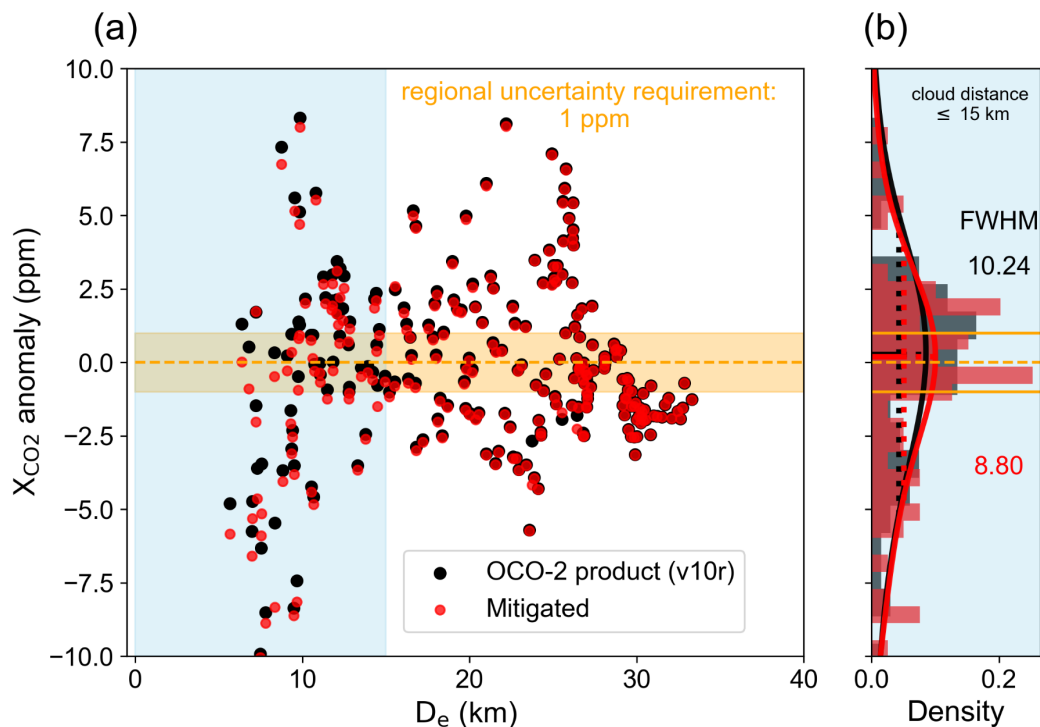 (a)
(b)
10.0
7.5
5.0
2.5
0.0
−2.5
−5.0
−7.5
−10.0
X_CO2 anomaly (ppm)
regional uncertainty requirement:
1 ppm
OCO-2 product (v10r)
Mitigated
0 10 20 30 40
D_e (km)
cloud distance
≤ 15 km
FWHM
10.24
8.80
0.0 0.2
Density